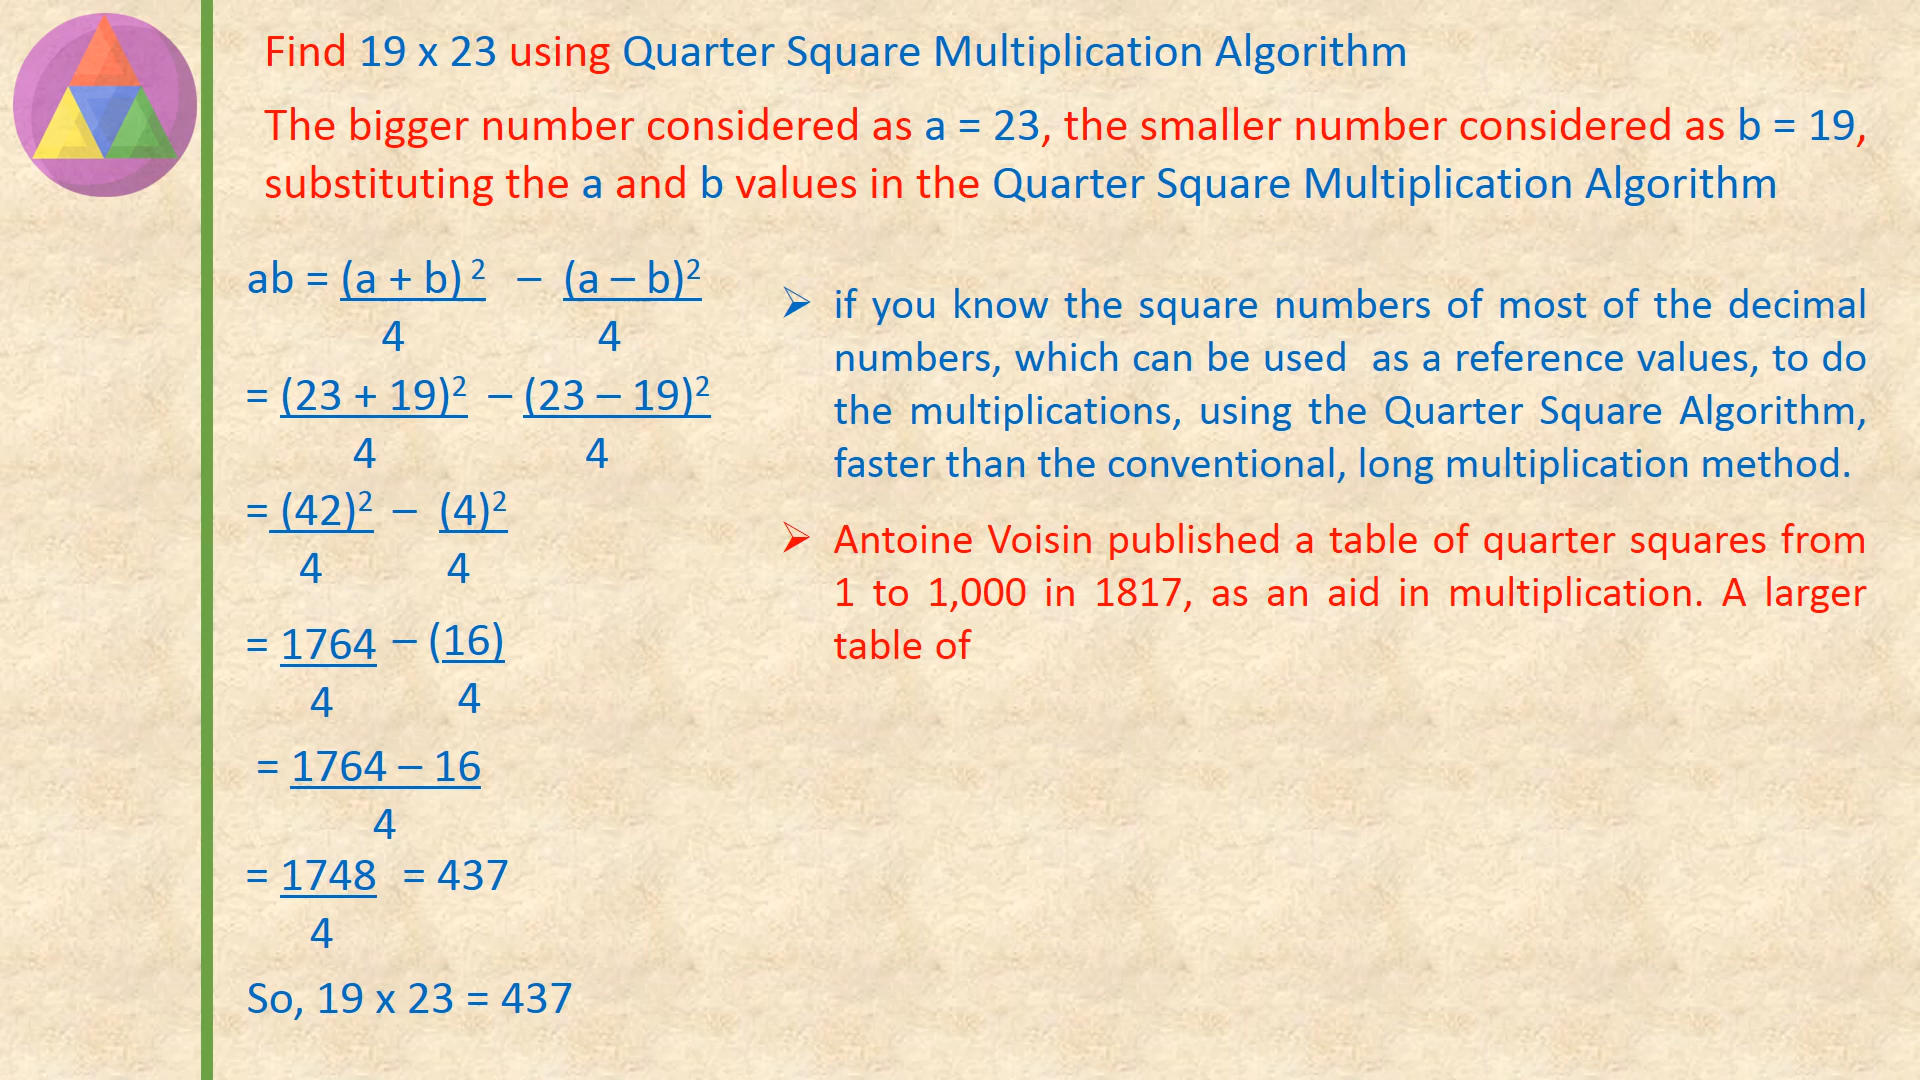 Find 19 x 23 using Quarter Square Multiplication Algorithm
The bigger number considered as a = 23, the smaller number considered as b = 19,
substituting the a and b values in the Quarter Square Multiplication Algorithm
ab = (a + b)² – (a – b)²
4 4
= (23 + 19)² – (23 – 19)²
4 4
= (42)² – (4)²
4 4
= 1764 – (16)
4 4
= 1764 – 16
4
= 1748 = 437
4
So, 19 x 23 = 437
➢ if you know the square numbers of most of the decimal
numbers, which can be used as a reference values, to do
the multiplications, using the Quarter Square Algorithm,
faster than the conventional, long multiplication method.
➢ Antoine Voisin published a table of quarter squares from
1 to 1,000 in 1817, as an aid in multiplication. A larger
table of